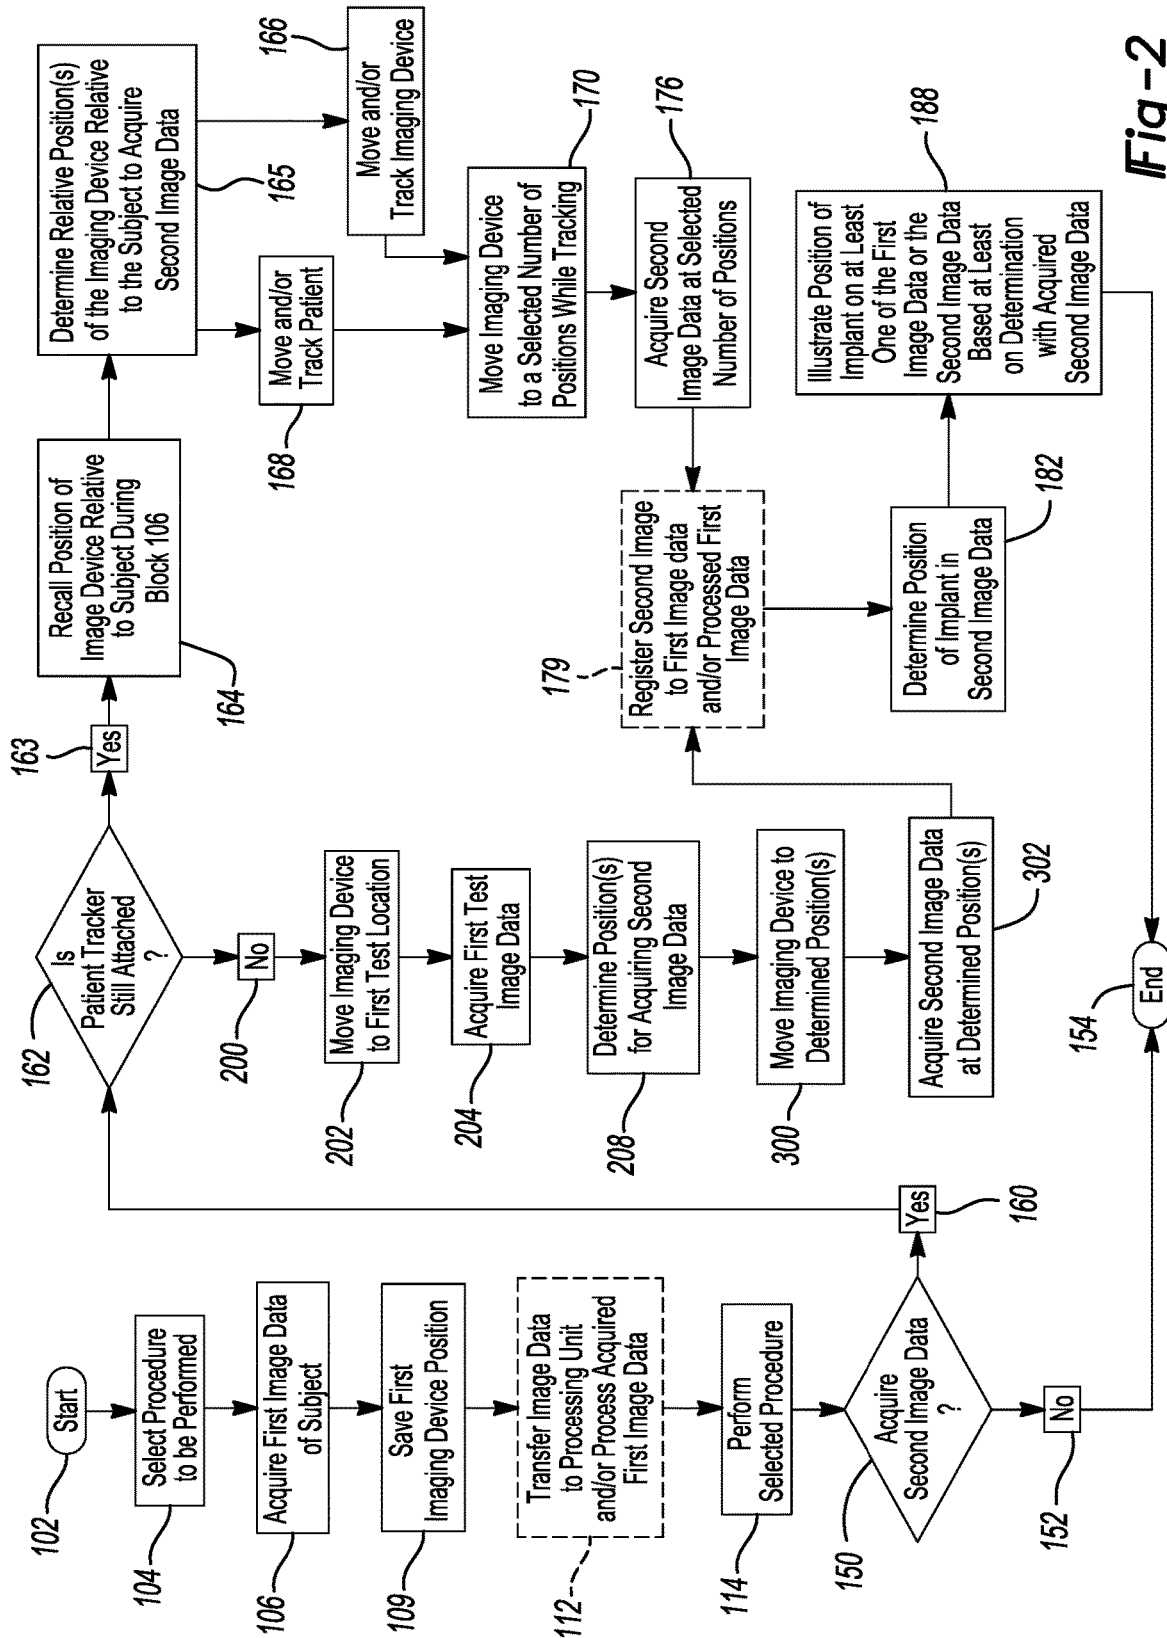 102
Start
104
Select Procedure
to be Performed
106
Acquire First Image Data
of Subject
109
Save First
Imaging Device Position
112
Transfer Image Data
to Processing Unit
and/or Process Acquired
First Image Data
114
Perform
Selected Procedure
150
Acquire
Second Image Data
?
152
No
160
Yes
162
Is
Patient Tracker
Still Attached
?
200
No
202
Move Imaging Device
to First Test Location
204
Acquire First Test
Image Data
208
Determine Position(s)
for Acquiring Second
Image Data
300
Move Imaging Device to
Determined Position(s)
Acquire Second Image Data
at Determined Position(s)
302
154
End
163
Yes
Recall Position of
Image Device Relative
to Subject During
Block 106
164
Determine Relative Position(s)
of the Imaging Device Relative
to the Subject to Acquire
Second Image Data
165
166
Move and/or
Track Imaging Device
Move and/or
Track Patient
168
Move Imaging Device
to a Selected Number of
Positions While Tracking
170
Acquire Second
Image Data at Selected
Number of Positions
176
179
Register Second Image
to First Image data
and/or Processed First
Image Data
Determine Position
of Implant in
Second Image Data
182
Illustrate Position of
Implant on at Least
One of the First
Image Data or the
Second Image Data
Based at Least
on Determination
with Acquired
Second Image Data
188
Fig-2